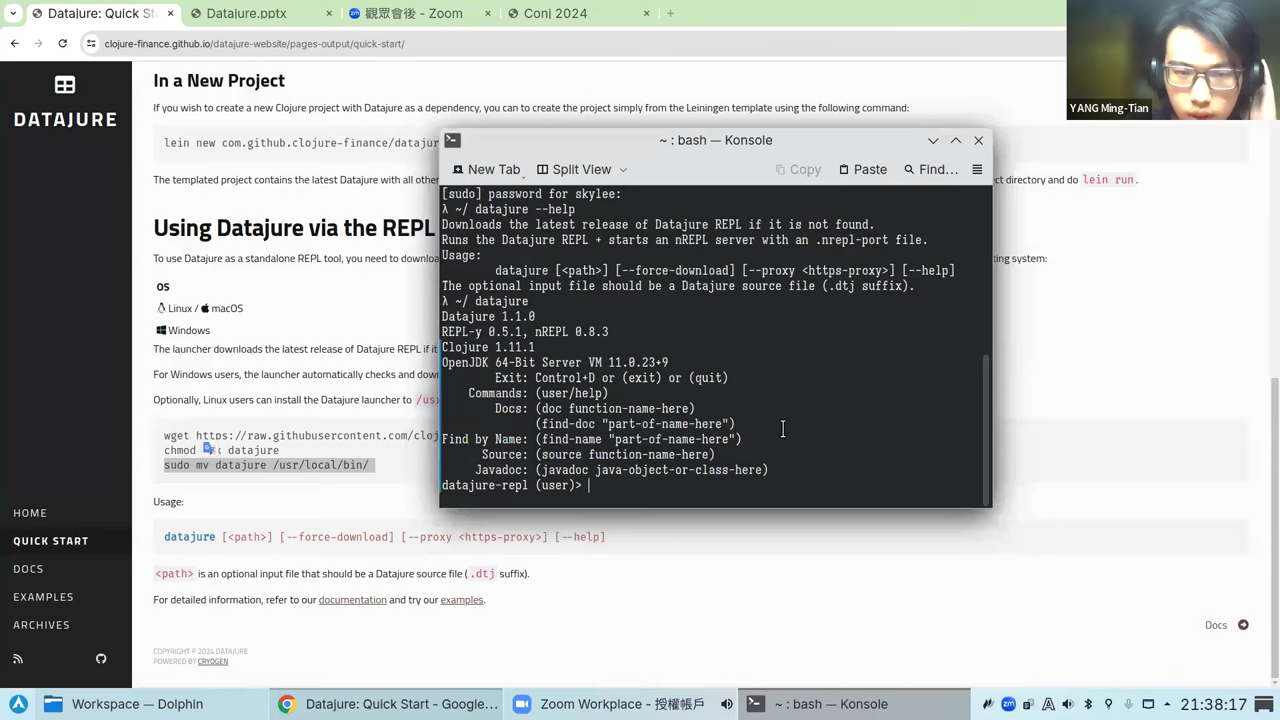 Datajure: Quick St
Datajure.pptx
觀眾會後 - Zoom
Conj 2024
clojure-finance.github.io/datajure-website/pages-output/quick-start/
YANG Ming-Tian
DATAJURE
HOME
QUICK START
DOCS
EXAMPLES
ARCHIVES
In a New Project
If you wish to create a new Clojure project with Datajure as a dependency, you can to create the project simply from the Leiningen template using the following command:
lein new com.github.clojure-finance/datajur
The templated project contains the latest Datajure with all other
ect directory and do lein run.
Using Datajure via the REPL
To use Datajure as a standalone REPL tool, you need to downloa
ting system:
OS
Linux / macOS
Windows
The launcher downloads the latest release of Datajure REPL if it
For Windows users, the launcher automatically checks and down
Optionally, Linux users can install the Datajure launcher to /us
wget https://raw.githubusercontent.com/cloj
chmod x datajure
sudo mv datajure /usr/local/bin/
Usage:
datajure [<path>] [--force-download] [--proxy <https-proxy>] [--help]
<path> is an optional input file that should be a Datajure source file (.dtj suffix).
For detailed information, refer to our documentation and try our examples.
Docs
COPYRIGHT © 2024 DATAJURE
POWERED BY CRYOGEN
~ : bash — Konsole
New Tab
Split View
Copy
Paste
Find...
[sudo] password for skylee:
λ ~/ datajure --help
Downloads the latest release of Datajure REPL if it is not found.
Runs the Datajure REPL + starts an nREPL server with an .nrepl-port file.
Usage:
datajure [<path>] [--force-download] [--proxy <https-proxy>] [--help]
The optional input file should be a Datajure source file (.dtj suffix).
λ ~/ datajure
Datajure 1.1.0
REPL-y 0.5.1, nREPL 0.8.3
Clojure 1.11.1
OpenJDK 64-Bit Server VM 11.0.23+9
Exit: Control+D or (exit) or (quit)
Commands: (user/help)
Docs: (doc function-name-here)
(find-doc "part-of-name-here")
Find by Name: (find-name "part-of-name-here")
Source: (source function-name-here)
Javadoc: (javadoc java-object-or-class-here)
datajure-repl (user)>
Workspace — Dolphin
Datajure: Quick Start - Google...
Zoom Workplace - 授權帳戶
~ : bash — Konsole
21:38:17